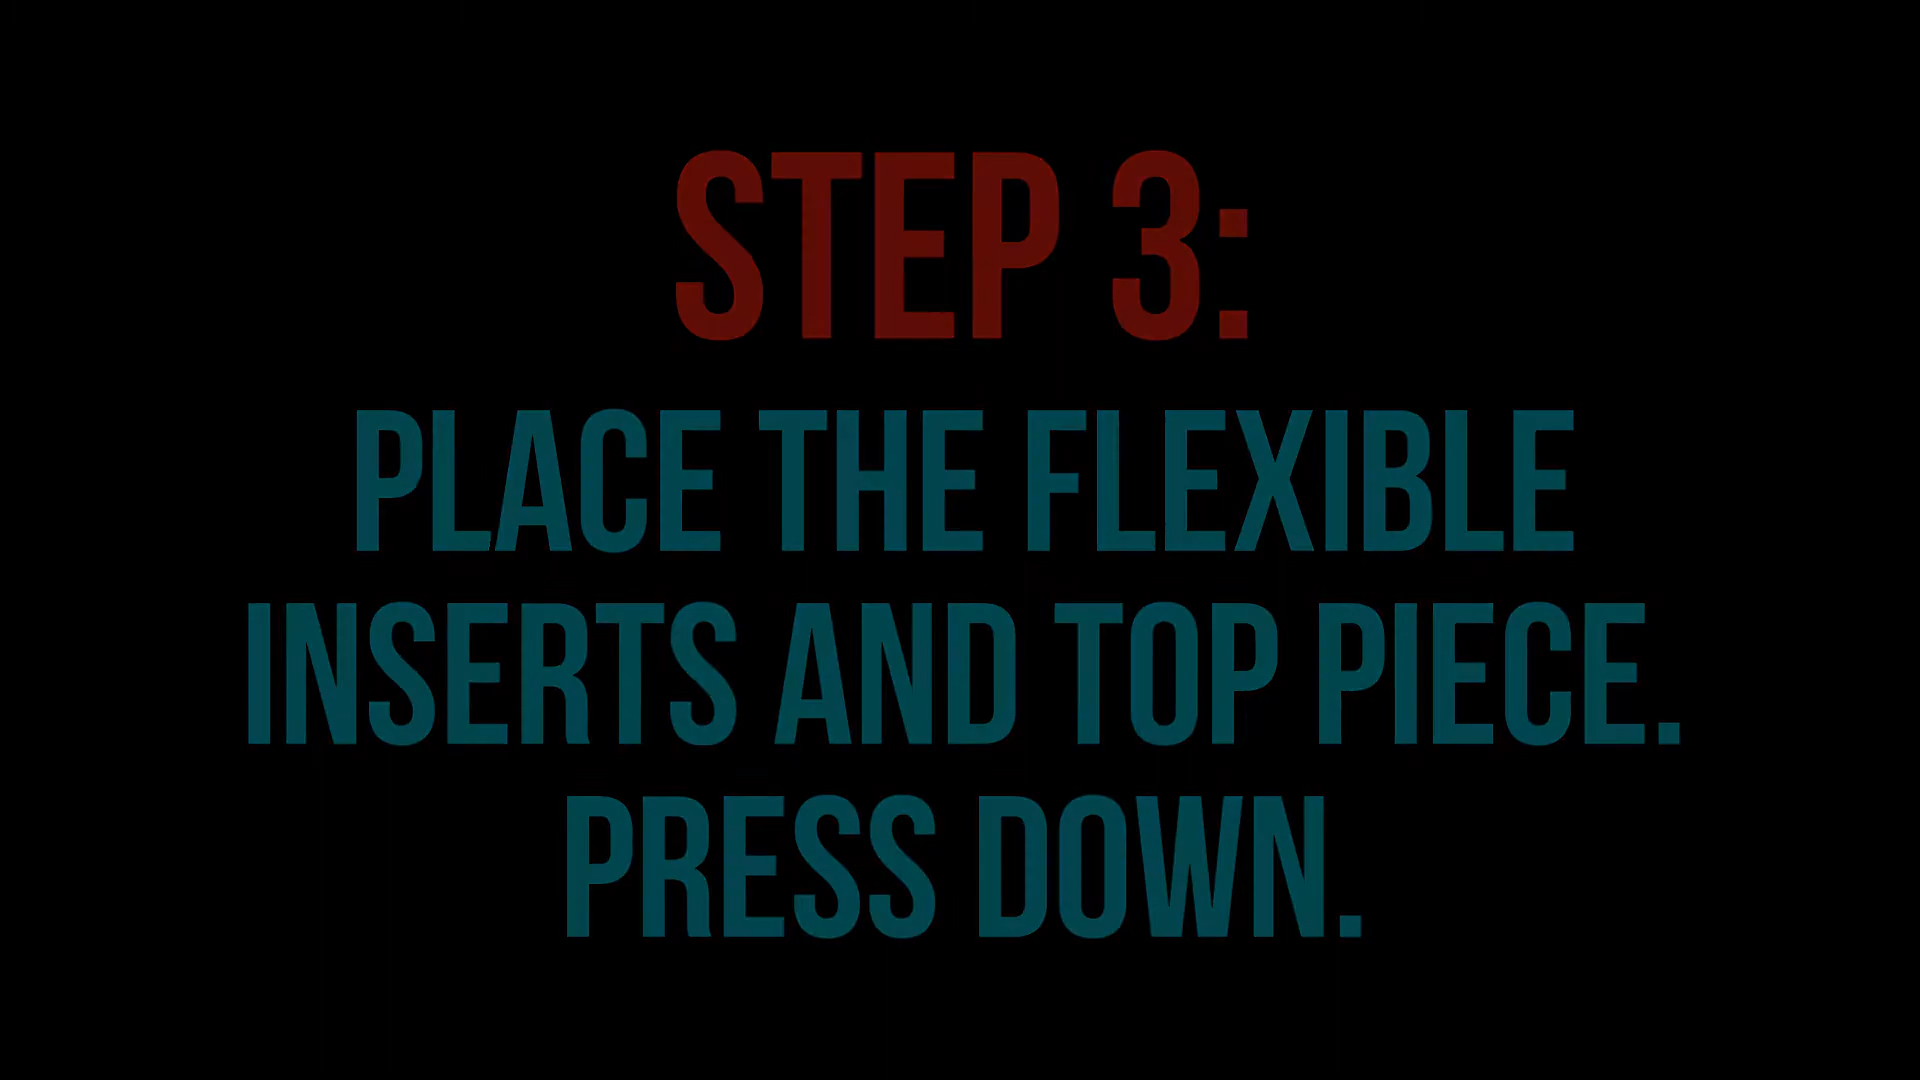 STEP 3:
PLACE THE FLEXIBLE
INSERTS AND TOP PIECE.
PRESS DOWN.